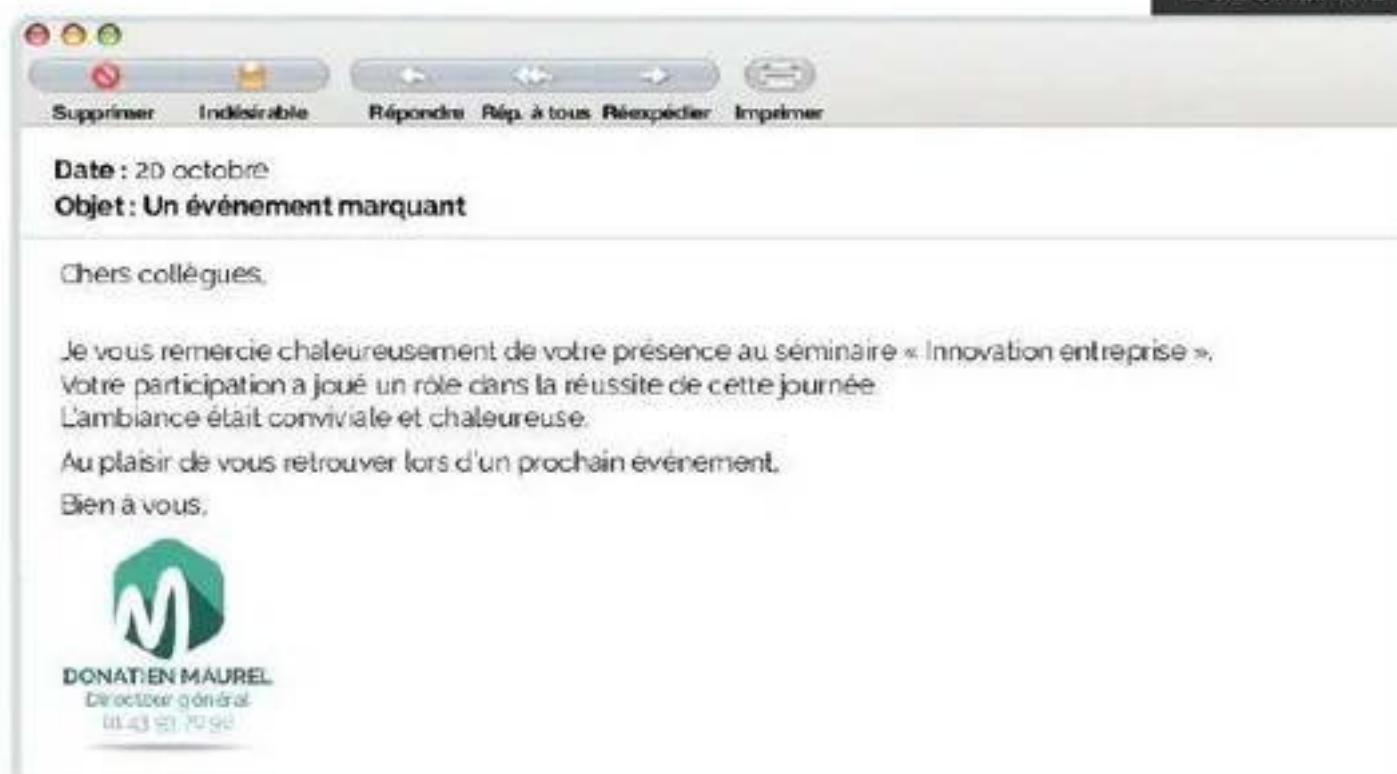 Supprimer Indésirable Répondre Rép. à tous Réexpédier Imprimer
Date : 20 octobre
Objet : Un événement marquant
Chers collègues,
Je vous remercie chaleureusement de votre présence au séminaire « Innovation entreprise ».
Votre participation a joué un rôle dans la réussite de cette journée.
L'ambiance était conviviale et chaleureuse.
Au plaisir de vous retrouver lors d'un prochain événement,
Bien à vous,
M
DONATIEN MAUREL
Directeur général